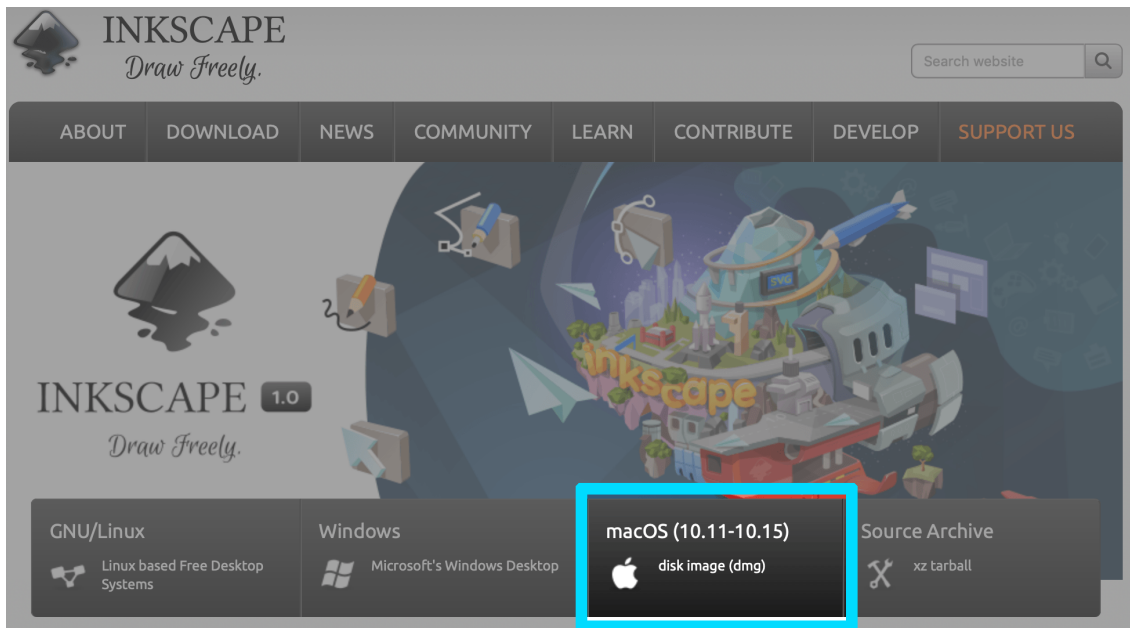 INKSCAPE
Draw Freely.
Search website
ABOUT
DOWNLOAD
NEWS
COMMUNITY
LEARN
CONTRIBUTE
DEVELOP
SUPPORT US
SVG
inkscape
INKSCAPE 1.0
Draw Freely.
GNU/Linux
Linux based Free Desktop
Systems
Windows
Microsoft's Windows Desktop
macOS (10.11-10.15)
disk image (dmg)
Source Archive
xz tarball